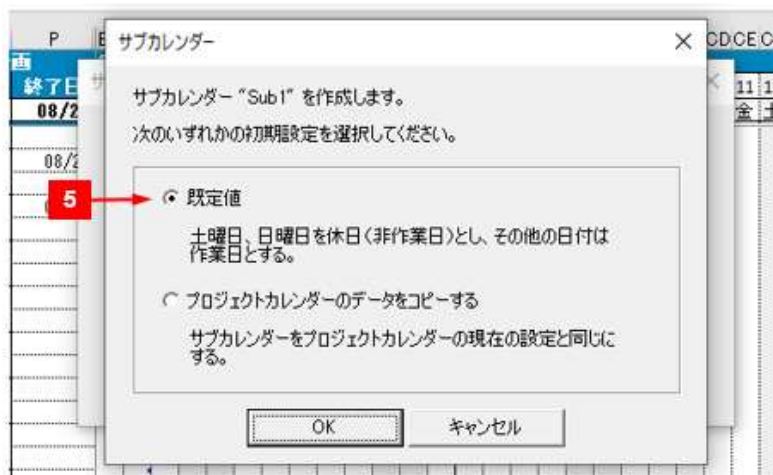 P
サブカレンダー
CDCEC
画
終了日
サ
11 1
08/2
金 土
サブカレンダー "Sub1" を作成します。
次のいずれかの初期設定を選択してください。
08/2
5
既定値
土曜日、日曜日を休日(非作業日)とし、その他の日付は
作業日とする。
プロジェクトカレンダーのデータをコピーする
サブカレンダーをプロジェクトカレンダーの現在の設定と同じに
する。
OK
キャンセル